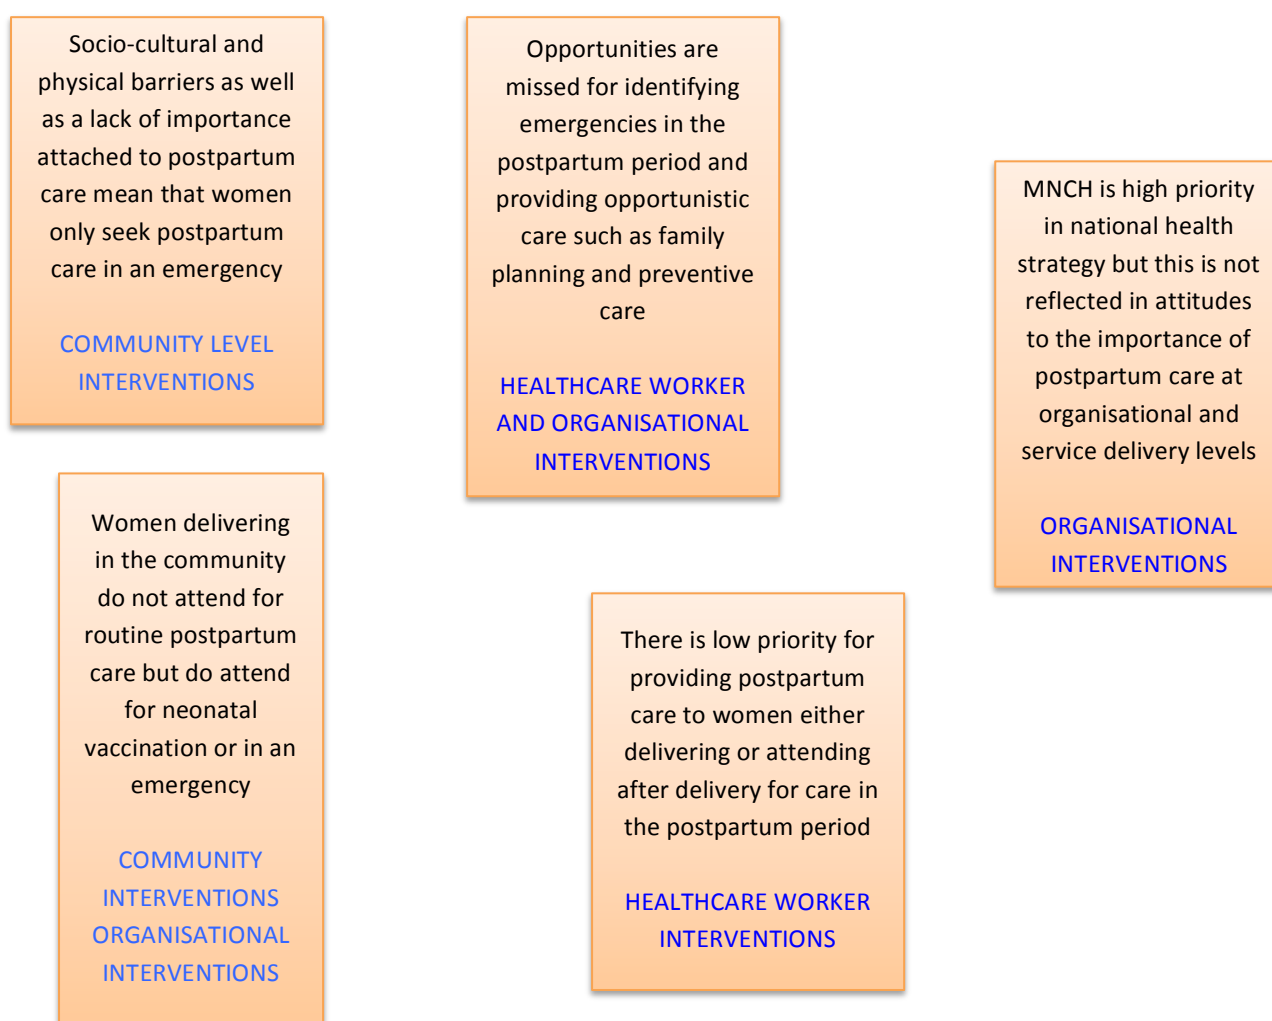 Socio-cultural and
physical barriers as well
as a lack of importance
attached to postpartum
care mean that women
only seek postpartum
care in an emergency
COMMUNITY LEVEL
INTERVENTIONS
Opportunities are
missed for identifying
emergencies in the
postpartum period and
providing opportunistic
care such as family
planning and preventive
care
HEALTHCARE WORKER
AND ORGANISATIONAL
INTERVENTIONS
MNCH is high priority
in national health
strategy but this is not
reflected in attitudes
to the importance of
postpartum care at
organisational and
service delivery levels
ORGANISATIONAL
INTERVENTIONS
Women delivering
in the community
do not attend for
routine postpartum
care but do attend
for neonatal
vaccination or in an
emergency
COMMUNITY
INTERVENTIONS
ORGANISATIONAL
INTERVENTIONS
There is low priority for
providing postpartum
care to women either
delivering or attending
after delivery for care in
the postpartum period
HEALTHCARE WORKER
INTERVENTIONS